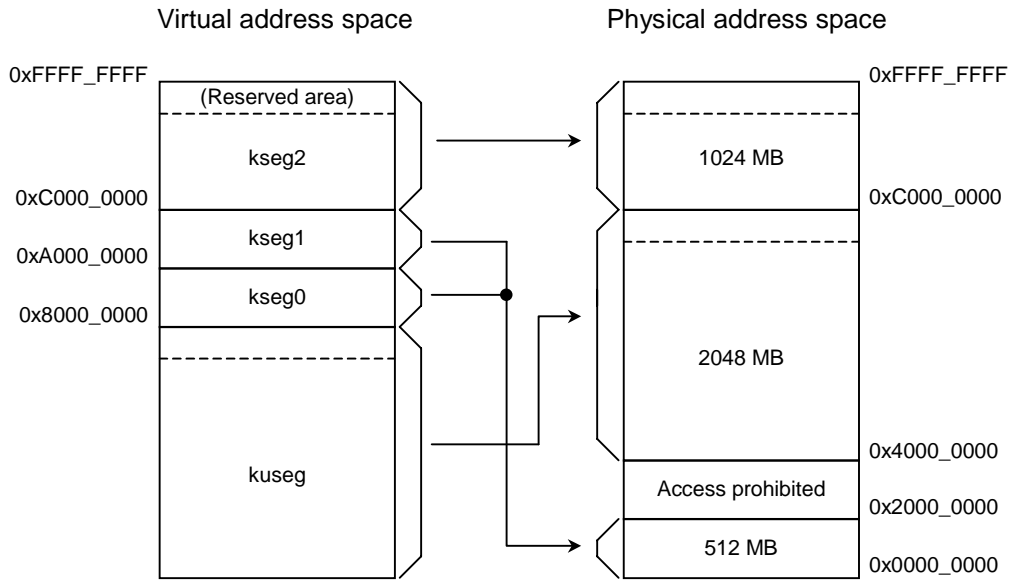 Virtual address space
Physical address space
0xFFFF_FFFF
(Reserved area)
kseg2
0xC000_0000
kseg1
0xA000_0000
kseg0
0x8000_0000
kuseg
0xFFFF_FFFF
1024 MB
0xC000_0000
2048 MB
0x4000_0000
Access prohibited
0x2000_0000
512 MB
0x0000_0000